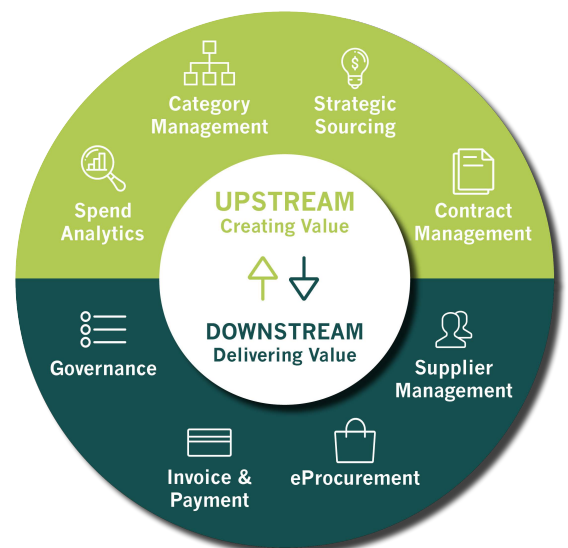 Category
Management
Strategic
Sourcing
$
Spend
Analytics
Contract
Management
UPSTREAM
Creating Value
DOWNSTREAM
Delivering Value
Governance
Supplier
Management
Invoice &
Payment
eProcurement